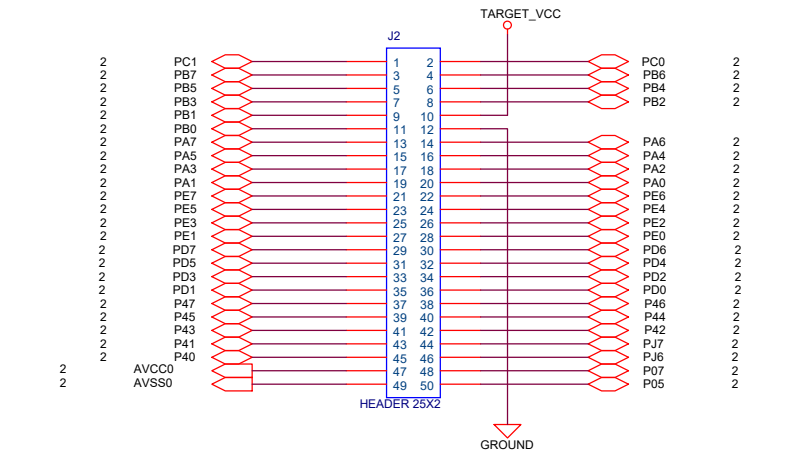 TARGET_VCC
J2
2 PC1 1 2 PC0 2
2 PB7 3 4 PB6 2
2 PB5 5 6 PB4 2
2 PB3 7 8 PB2 2
2 PB1 9 10
2 PB0 11 12
2 PA7 13 14 PA6 2
2 PA5 15 16 PA4 2
2 PA3 17 18 PA2 2
2 PA1 19 20 PA0 2
2 PE7 21 22 PE6 2
2 PE5 23 24 PE4 2
2 PE3 25 26 PE2 2
2 PE1 27 28 PE0 2
2 PD7 29 30 PD6 2
2 PD5 31 32 PD4 2
2 PD3 33 34 PD2 2
2 PD1 35 36 PD0 2
2 P47 37 38 P46 2
2 P45 39 40 P44 2
2 P43 41 42 P42 2
2 P41 43 44 PJ7 2
2 P40 45 46 PJ6 2
2 AVCC0 47 48 P07 2
2 AVSS0 49 50 P05 2
HEADER 25X2
GROUND